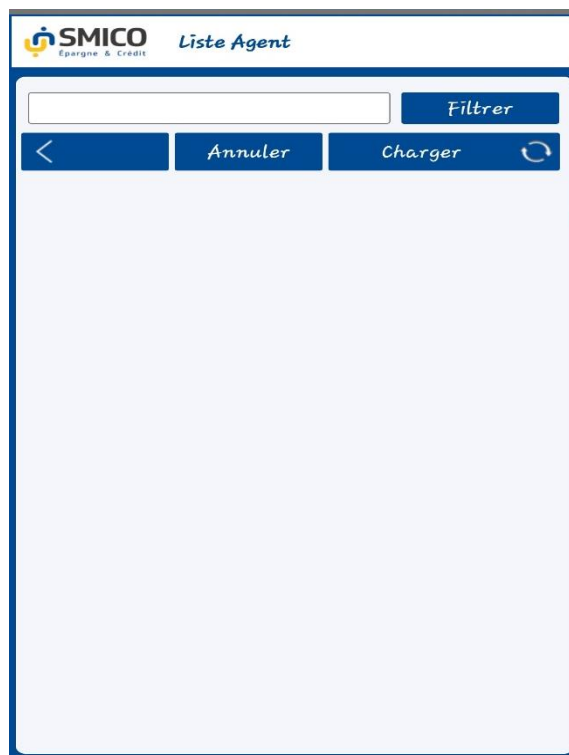 SMICO
Épargne & Crédit
Liste Agent
Filtrer
Annuler
Charger